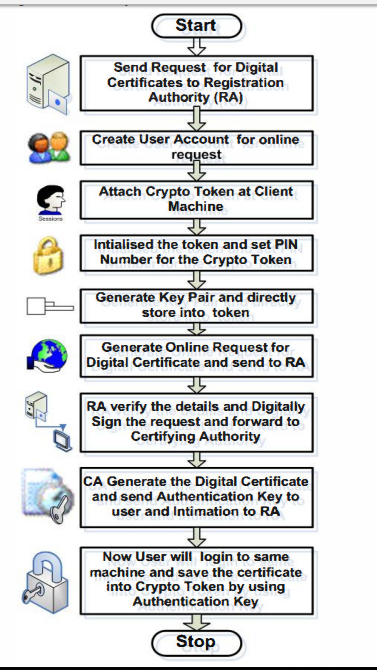 Start
Send Request for Digital
Certificates to Registration
Authority (RA)
Create User Account for online
request
Attach Crypto Token at Client
Machine
Sessions
Intialised the token and set PIN
Number for the Crypto Token
Generate Key Pair and directly
store into token
Generate Online Request for
Digital Certificate and send to RA
RA verify the details and Digitally
Sign the request and forward to
Certifying Authority
CA Generate the Digital Certificate
and send Authentication Key to
user and Intimation to RA
Now User will login to same
machine and save the certificate
into Crypto Token by using
Authentication Key
Stop